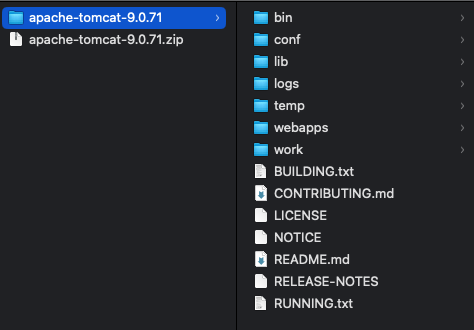 apache-tomcat-9.0.71
apache-tomcat-9.0.71.zip
bin
conf
lib
logs
temp
webapps
work
BUILDING.txt
CONTRIBUTING.md
LICENSE
NOTICE
README.md
RELEASE-NOTES
RUNNING.txt